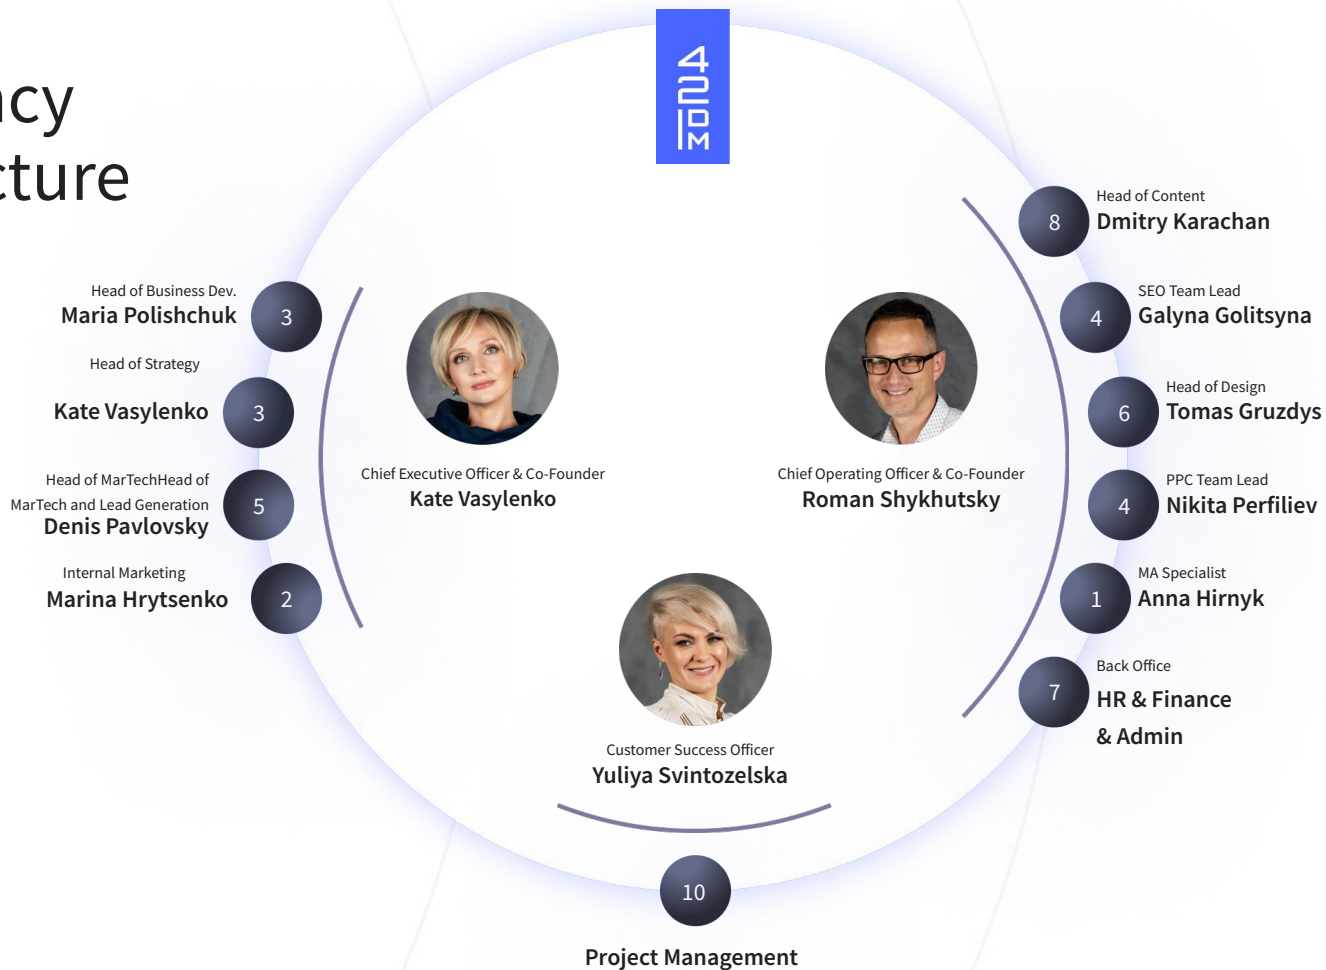 ncy
cture
42DM
Head of Business Dev.
Maria Polishchuk
3
Head of Strategy
Kate Vasylenko
3
Head of MarTechHead of
MarTech and Lead Generation
Denis Pavlovsky
5
Internal Marketing
Marina Hrytsenko
2
Chief Executive Officer & Co-Founder
Kate Vasylenko
Chief Operating Officer & Co-Founder
Roman Shykhutsky
Customer Success Officer
Yuliya Svintozelska
10
Project Management
8
Head of Content
Dmitry Karachan
4
SEO Team Lead
Galyna Golitsyna
6
Head of Design
Tomas Gruzdys
4
PPC Team Lead
Nikita Perfiliev
1
MA Specialist
Anna Hirnyk
7
Back Office
HR & Finance
& Admin